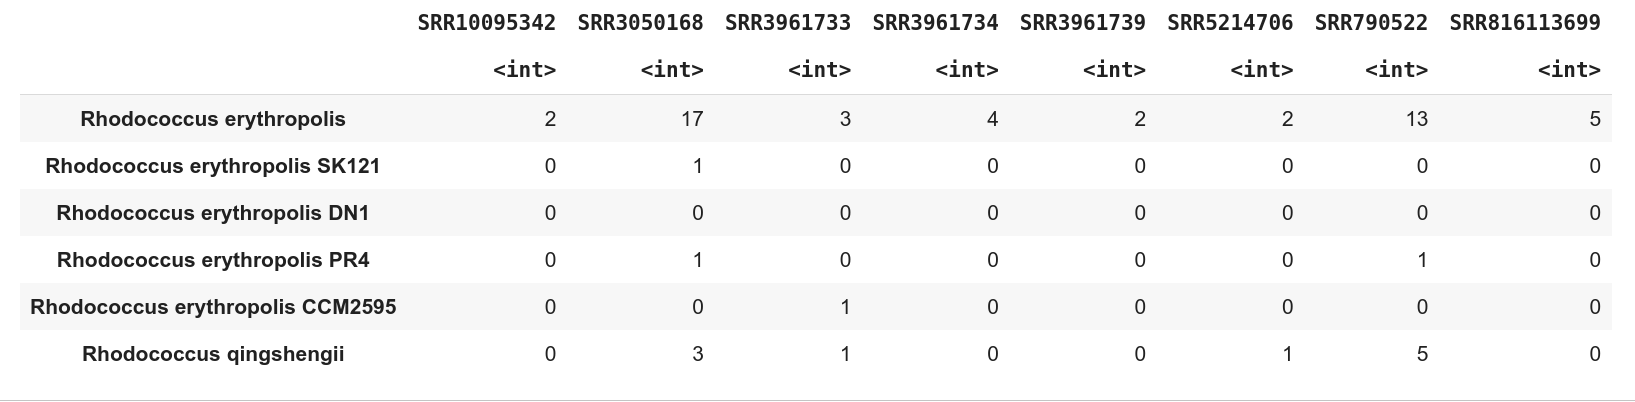 SRR10095342 SRR3050168 SRR3961733 SRR3961734 SRR3961739 SRR5214706 SRR790522 SRR816113699
<int> <int> <int> <int> <int> <int> <int> <int>
Rhodococcus erythropolis 2 17 3 4 2 2 13 5
Rhodococcus erythropolis SK121 0 1 0 0 0 0 0 0
Rhodococcus erythropolis DN1 0 0 0 0 0 0 0 0
Rhodococcus erythropolis PR4 0 1 0 0 0 0 1 0
Rhodococcus erythropolis CCM2595 0 0 1 0 0 0 0 0
Rhodococcus qingshengii 0 3 1 0 0 1 5 0